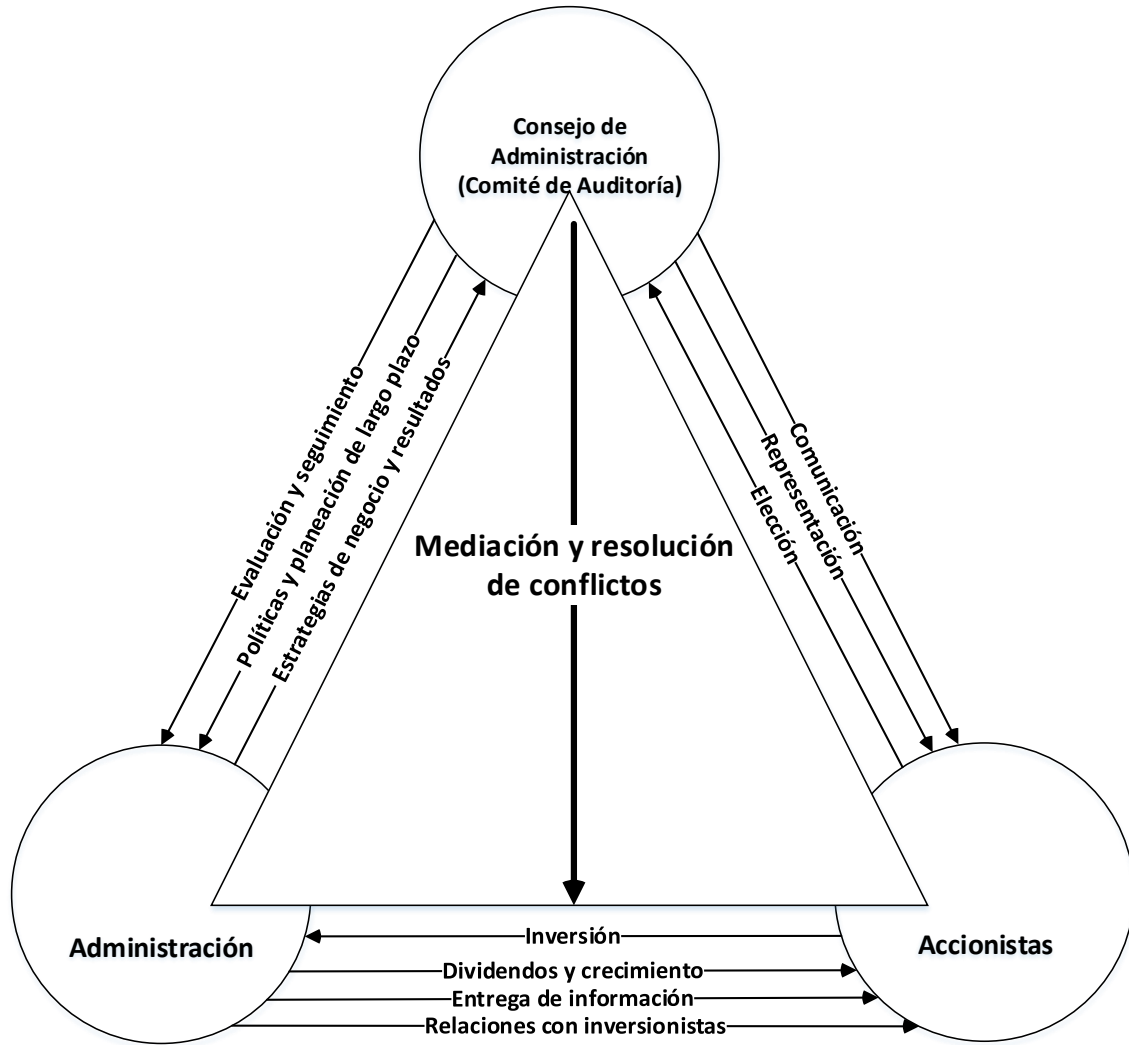 Consejo de
Administración
(Comité de Auditoría)
Evaluación y seguimiento
Políticas y planeación de largo plazo
Estrategias de negocio y resultados
Elección
Representación
Comunicación
Mediación y resolución
de conflictos
Administración
Accionistas
Inversión
Dividendos y crecimiento
Entrega de información
Relaciones con inversionistas